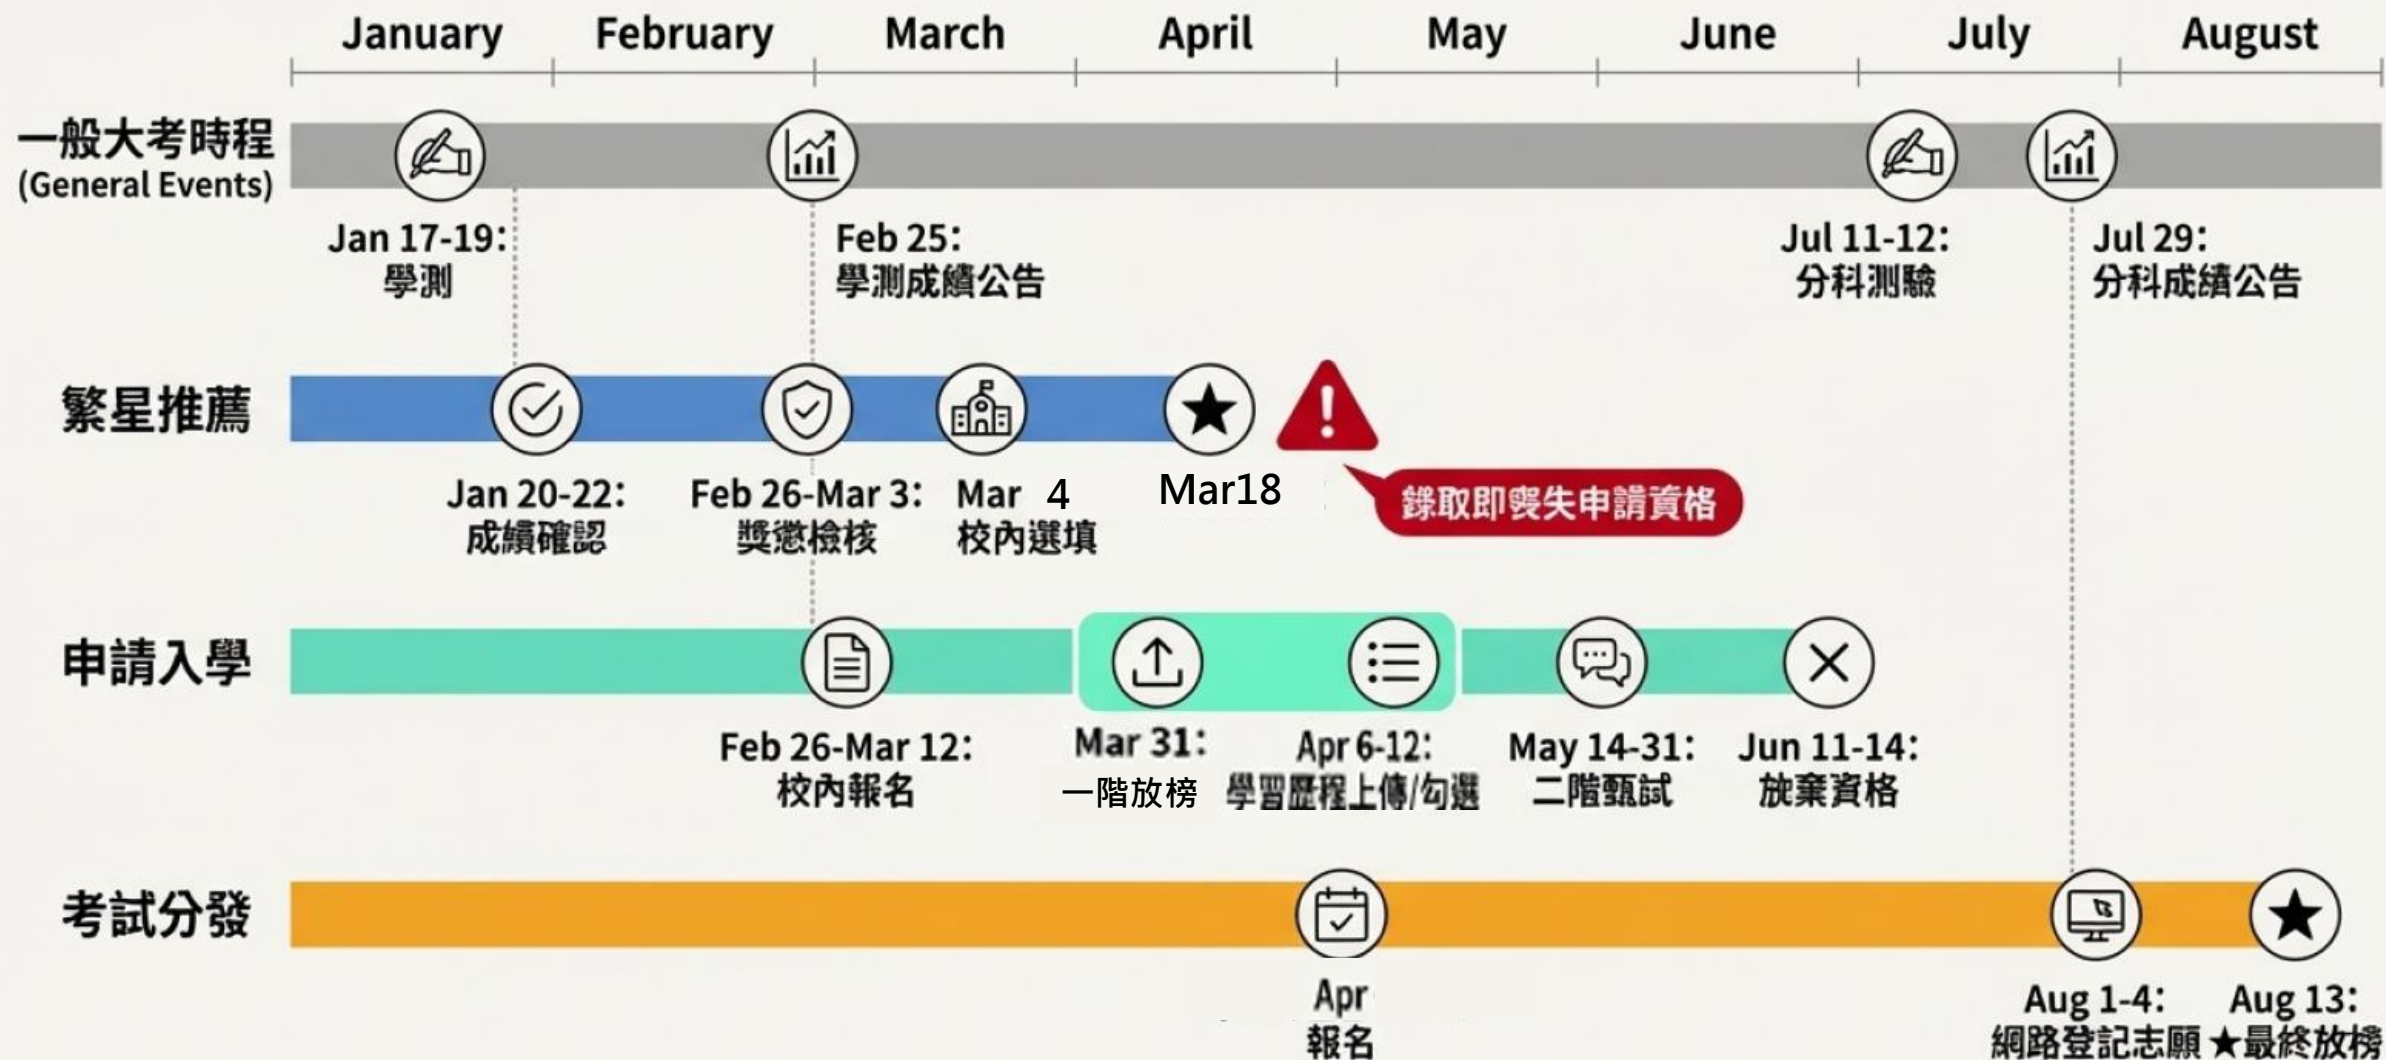 January February March April May June July August
一般大考時程
(General Events)
Jan 17-19:
學測
Feb 25:
學測成績公告
Jul 11-12:
分科測驗
Jul 29:
分科成績公告
繁星推薦
Jan 20-22:
成績確認
Feb 26-Mar 3:
獎懲檢核
Mar 4
校內選填
Mar18
錄取即喪失申請資格
申請入學
Feb 26-Mar 12:
校內報名
Mar 31:
一階放榜
Apr 6-12:
學習歷程上傳/勾選
May 14-31:
二階甄試
Jun 11-14:
放棄資格
考試分發
Apr
報名
Aug 1-4:
網路登記志願
Aug 13:
★最終放榜